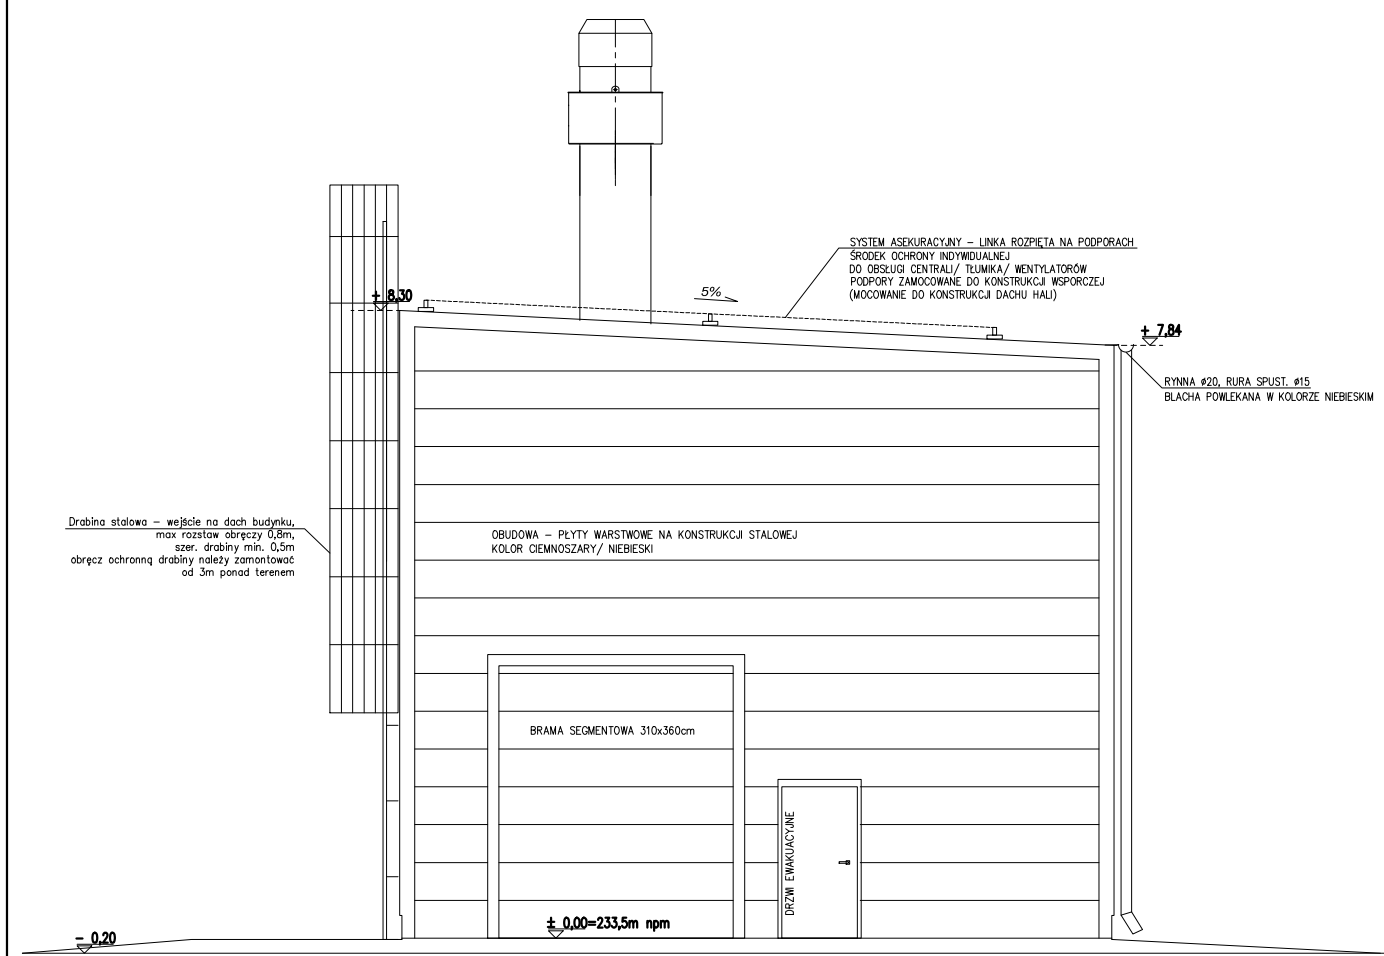 SYSTEM ASEKURACYJNY – LINKA ROZPIĘTA NA PODPORACH
ŚRODEK OCHRONY INDYWIDUALNEJ
DO OBSŁUGI CENTRALI/ TŁUMIKA/ WENTYLATORÓW
PODPORY ZAMOCOWANE DO KONSTRUKCJI WSPORCZEJ
(MOCOWANIE DO KONSTRUKCJI DACHU HALI)
+ 8,30
5%
+ 7,84
RYNNA ø20, RURA SPUST. ø15
BLACHA POWLEKANA W KOLORZE NIEBIESKIM
Drabina stalowa – wejście na dach budynku,
max rozstaw obręczy 0,8m,
szer. drabiny min. 0,5m
obręcz ochronną drabiny należy zamontować
od 3m ponad terenem
OBUDOWA – PŁYTY WARSTWOWE NA KONSTRUKCJI STALOWEJ
KOLOR CIEMNOSZARY/ NIEBIESKI
BRAMA SEGMENTOWA 310x360cm
DRZWI EWAKUACYJNE
± 0,00=233,5m npm
– 0,20